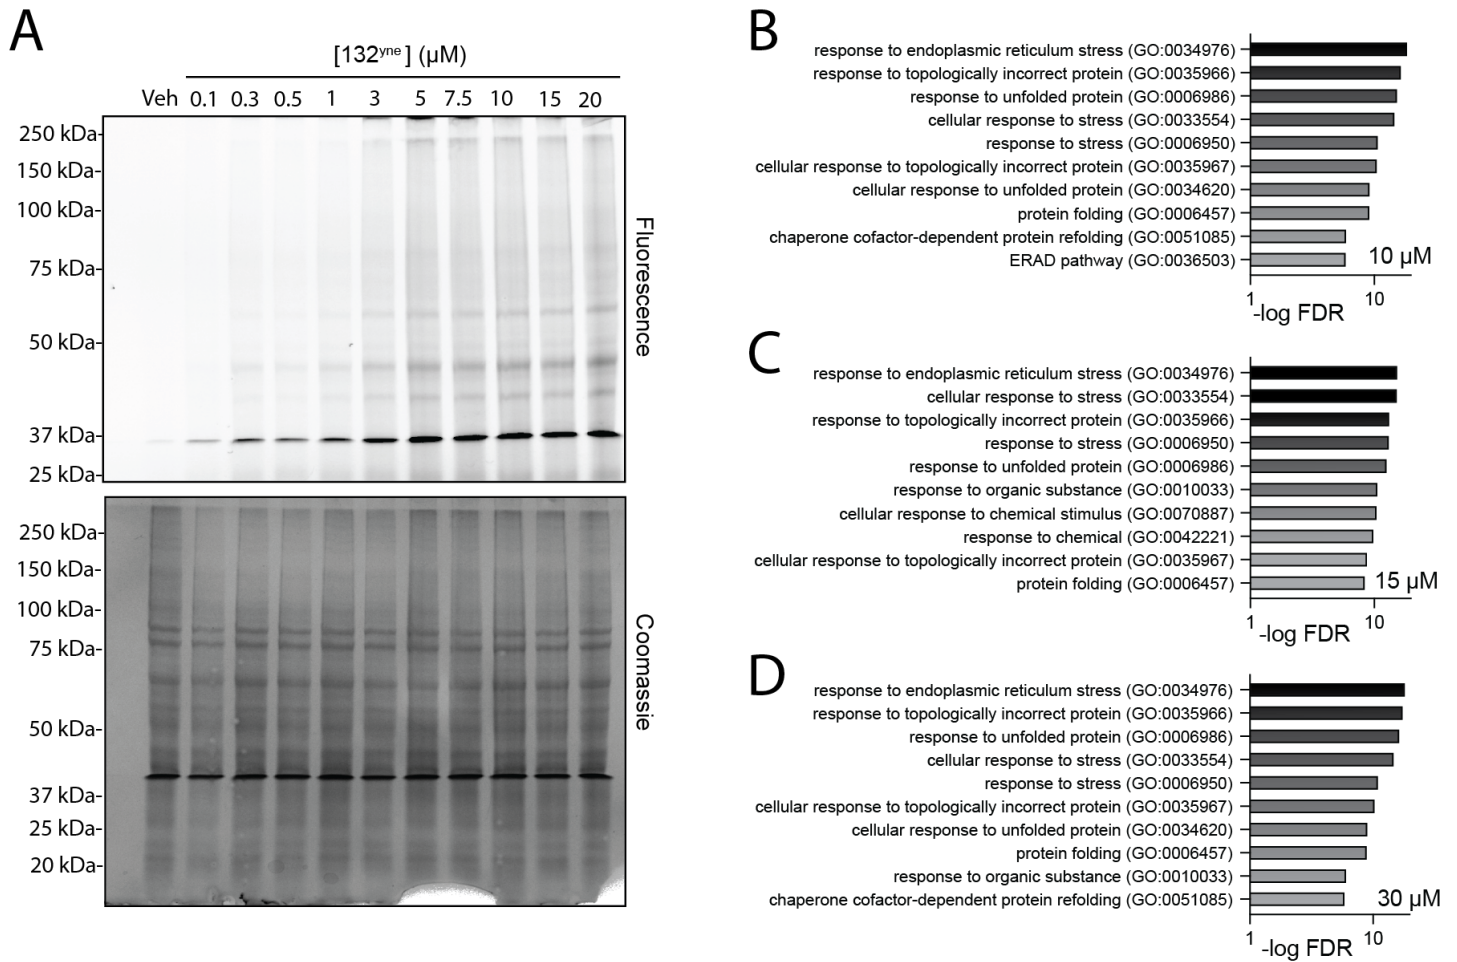 A
[132yne] (μM)
Veh 0.1 0.3 0.5 1 3 5 7.5 10 15 20
250 kDa-
150 kDa-
100 kDa-
75 kDa-
50 kDa-
37 kDa-
25 kDa-
Fluorescence
250 kDa-
150 kDa-
100 kDa-
75 kDa-
50 kDa-
37 kDa-
25 kDa-
20 kDa-
Coomassie
B
response to endoplasmic reticulum stress (GO:0034976)
response to topologically incorrect protein (GO:0035966)
response to unfolded protein (GO:0006986)
cellular response to stress (GO:0033554)
response to stress (GO:0006950)
cellular response to topologically incorrect protein (GO:0035967)
cellular response to unfolded protein (GO:0034620)
protein folding (GO:0006457)
chaperone cofactor-dependent protein refolding (GO:0051085)
ERAD pathway (GO:0036503)
10 μM
1 10
-log FDR
C
response to endoplasmic reticulum stress (GO:0034976)
cellular response to stress (GO:0033554)
response to topologically incorrect protein (GO:0035966)
response to stress (GO:0006950)
response to unfolded protein (GO:0006986)
response to organic substance (GO:0010033)
cellular response to chemical stimulus (GO:0070887)
response to chemical (GO:0042221)
cellular response to topologically incorrect protein (GO:0035967)
protein folding (GO:0006457)
15 μM
1 10
-log FDR
D
response to endoplasmic reticulum stress (GO:0034976)
response to topologically incorrect protein (GO:0035966)
response to unfolded protein (GO:0006986)
cellular response to stress (GO:0033554)
response to stress (GO:0006950)
cellular response to topologically incorrect protein (GO:0035967)
cellular response to unfolded protein (GO:0034620)
protein folding (GO:0006457)
response to organic substance (GO:0010033)
chaperone cofactor-dependent protein refolding (GO:0051085)
30 μM
1 10
-log FDR